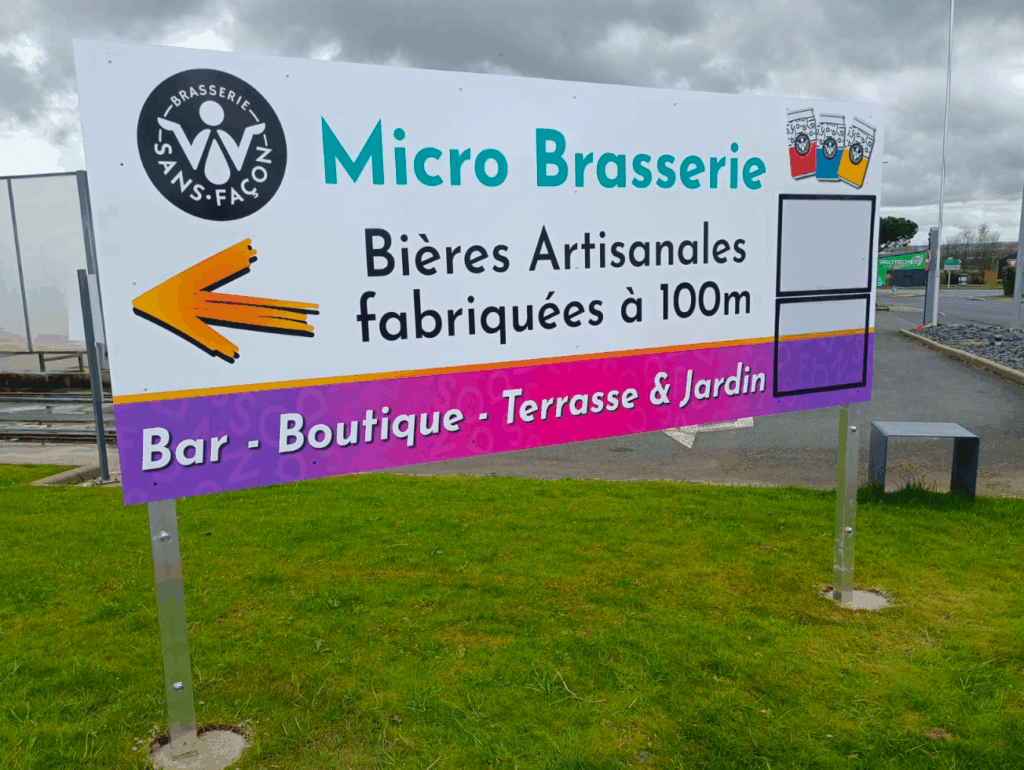 BRASSERIE
SANS·FAÇON
Micro Brasserie
Bières Artisanales
fabriquées à 100m
Bar - Boutique - Terrasse & Jardin